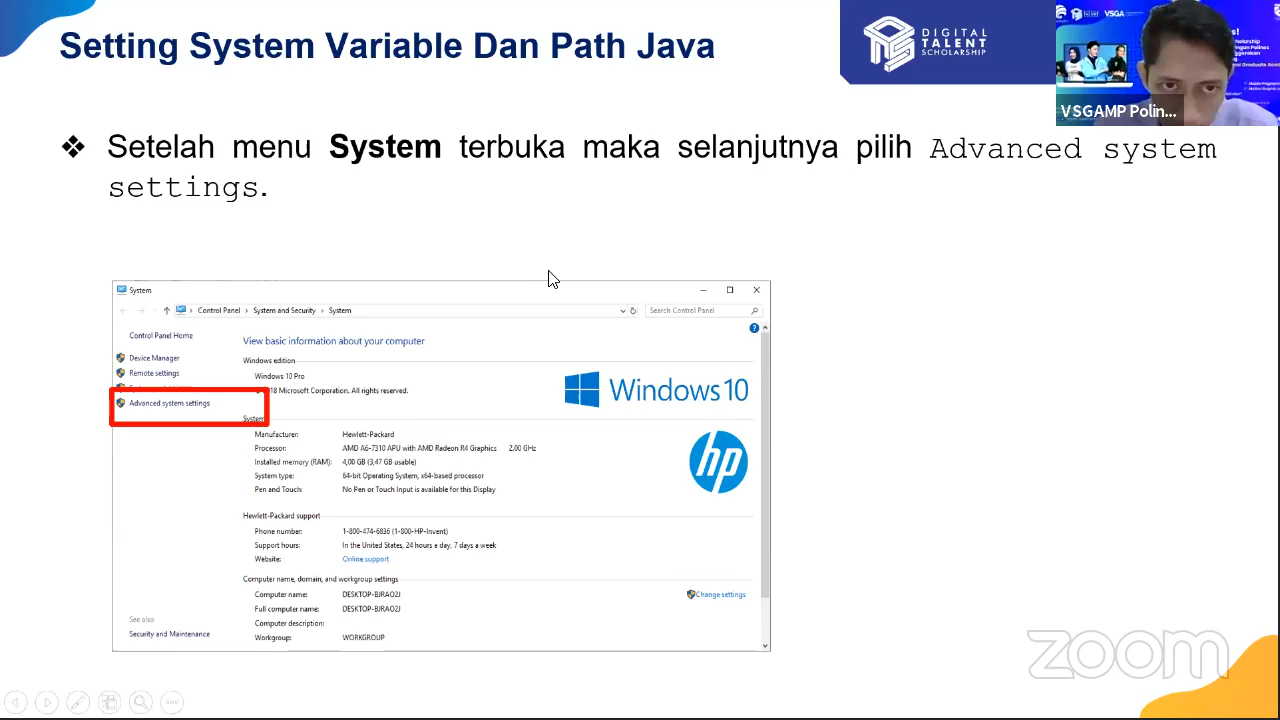 Setting System Variable Dan Path Java
DIGITAL
TALENT
SCHOLARSHIP
VSGA
VSGAMP Polin...
❖ Setelah menu System terbuka maka selanjutnya pilih Advanced system
settings.
System
Control Panel > System and Security > System
Search Control Panel
Control Panel Home
Device Manager
Remote settings
Advanced system settings
View basic information about your computer
Windows edition
Windows 10 Pro
18 Microsoft Corporation. All rights reserved.
Windows 10
System
Manufacturer: Hewlett-Packard
Processor: AMD A6-7310 APU with AMD Radeon R4 Graphics 2.00 GHz
Installed memory (RAM): 4,00 GB (3,47 GB usable)
System type: 64-bit Operating System, x64-based processor
Pen and Touch: No Pen or Touch Input is available for this Display
hp
Hewlett-Packard support
Phone number: 1-800-474-6836 (1-800-HP-Invent)
Support hours: In the United States, 24 hours a day, 7 days a week
Website: Online support
Computer name, domain, and workgroup settings
Computer name: DESKTOP-BJRAO2J
Change settings
Full computer name: DESKTOP-BJRAO2J
Computer description:
Workgroup: WORKGROUP
See also
Security and Maintenance
zoom